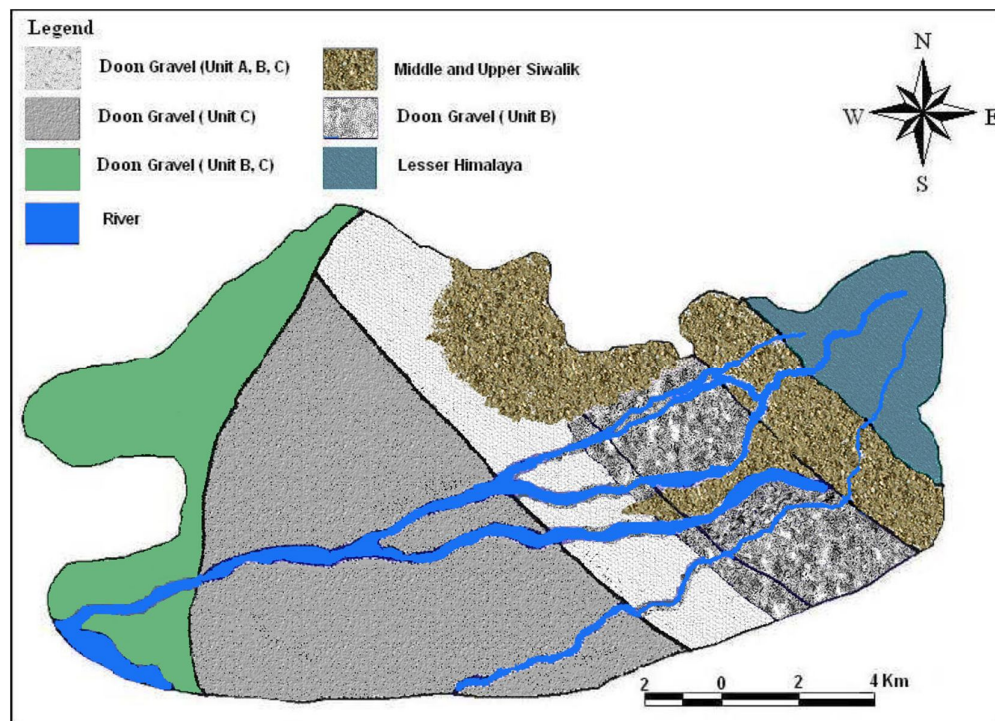 Legend
Doon Gravel (Unit A, B, C)
Middle and Upper Siwalik
Doon Gravel ( Unit C)
Doon Gravel ( Unit B)
Doon Gravel ( Unit B, C)
Lesser Himalaya
River
N
W E
S
2 0 2 4 Km